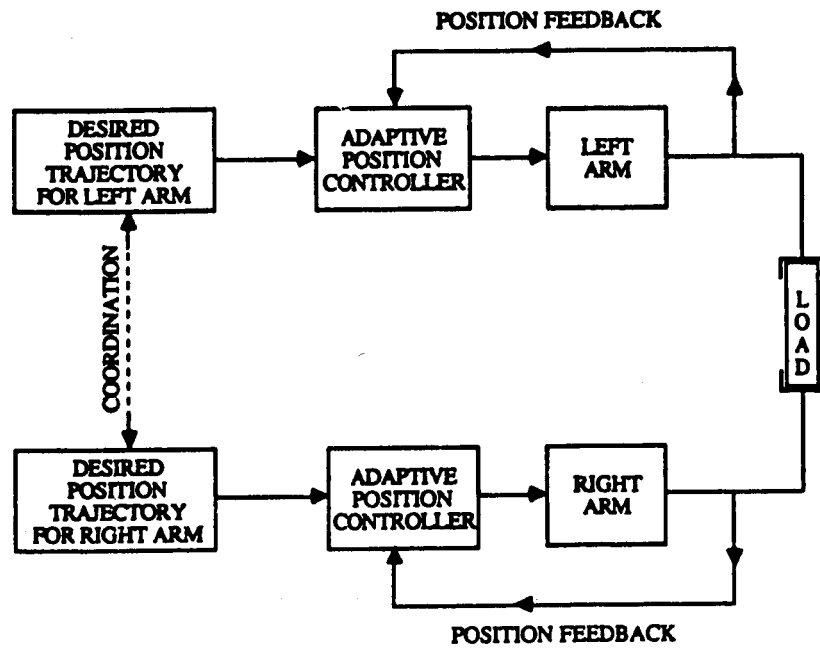 POSITION FEEDBACK
DESIRED
POSITION
TRAJECTORY
FOR LEFT ARM
ADAPTIVE
POSITION
CONTROLLER
LEFT
ARM
COORDINATION
LOAD
DESIRED
POSITION
TRAJECTORY
FOR RIGHT ARM
ADAPTIVE
POSITION
CONTROLLER
RIGHT
ARM
POSITION FEEDBACK